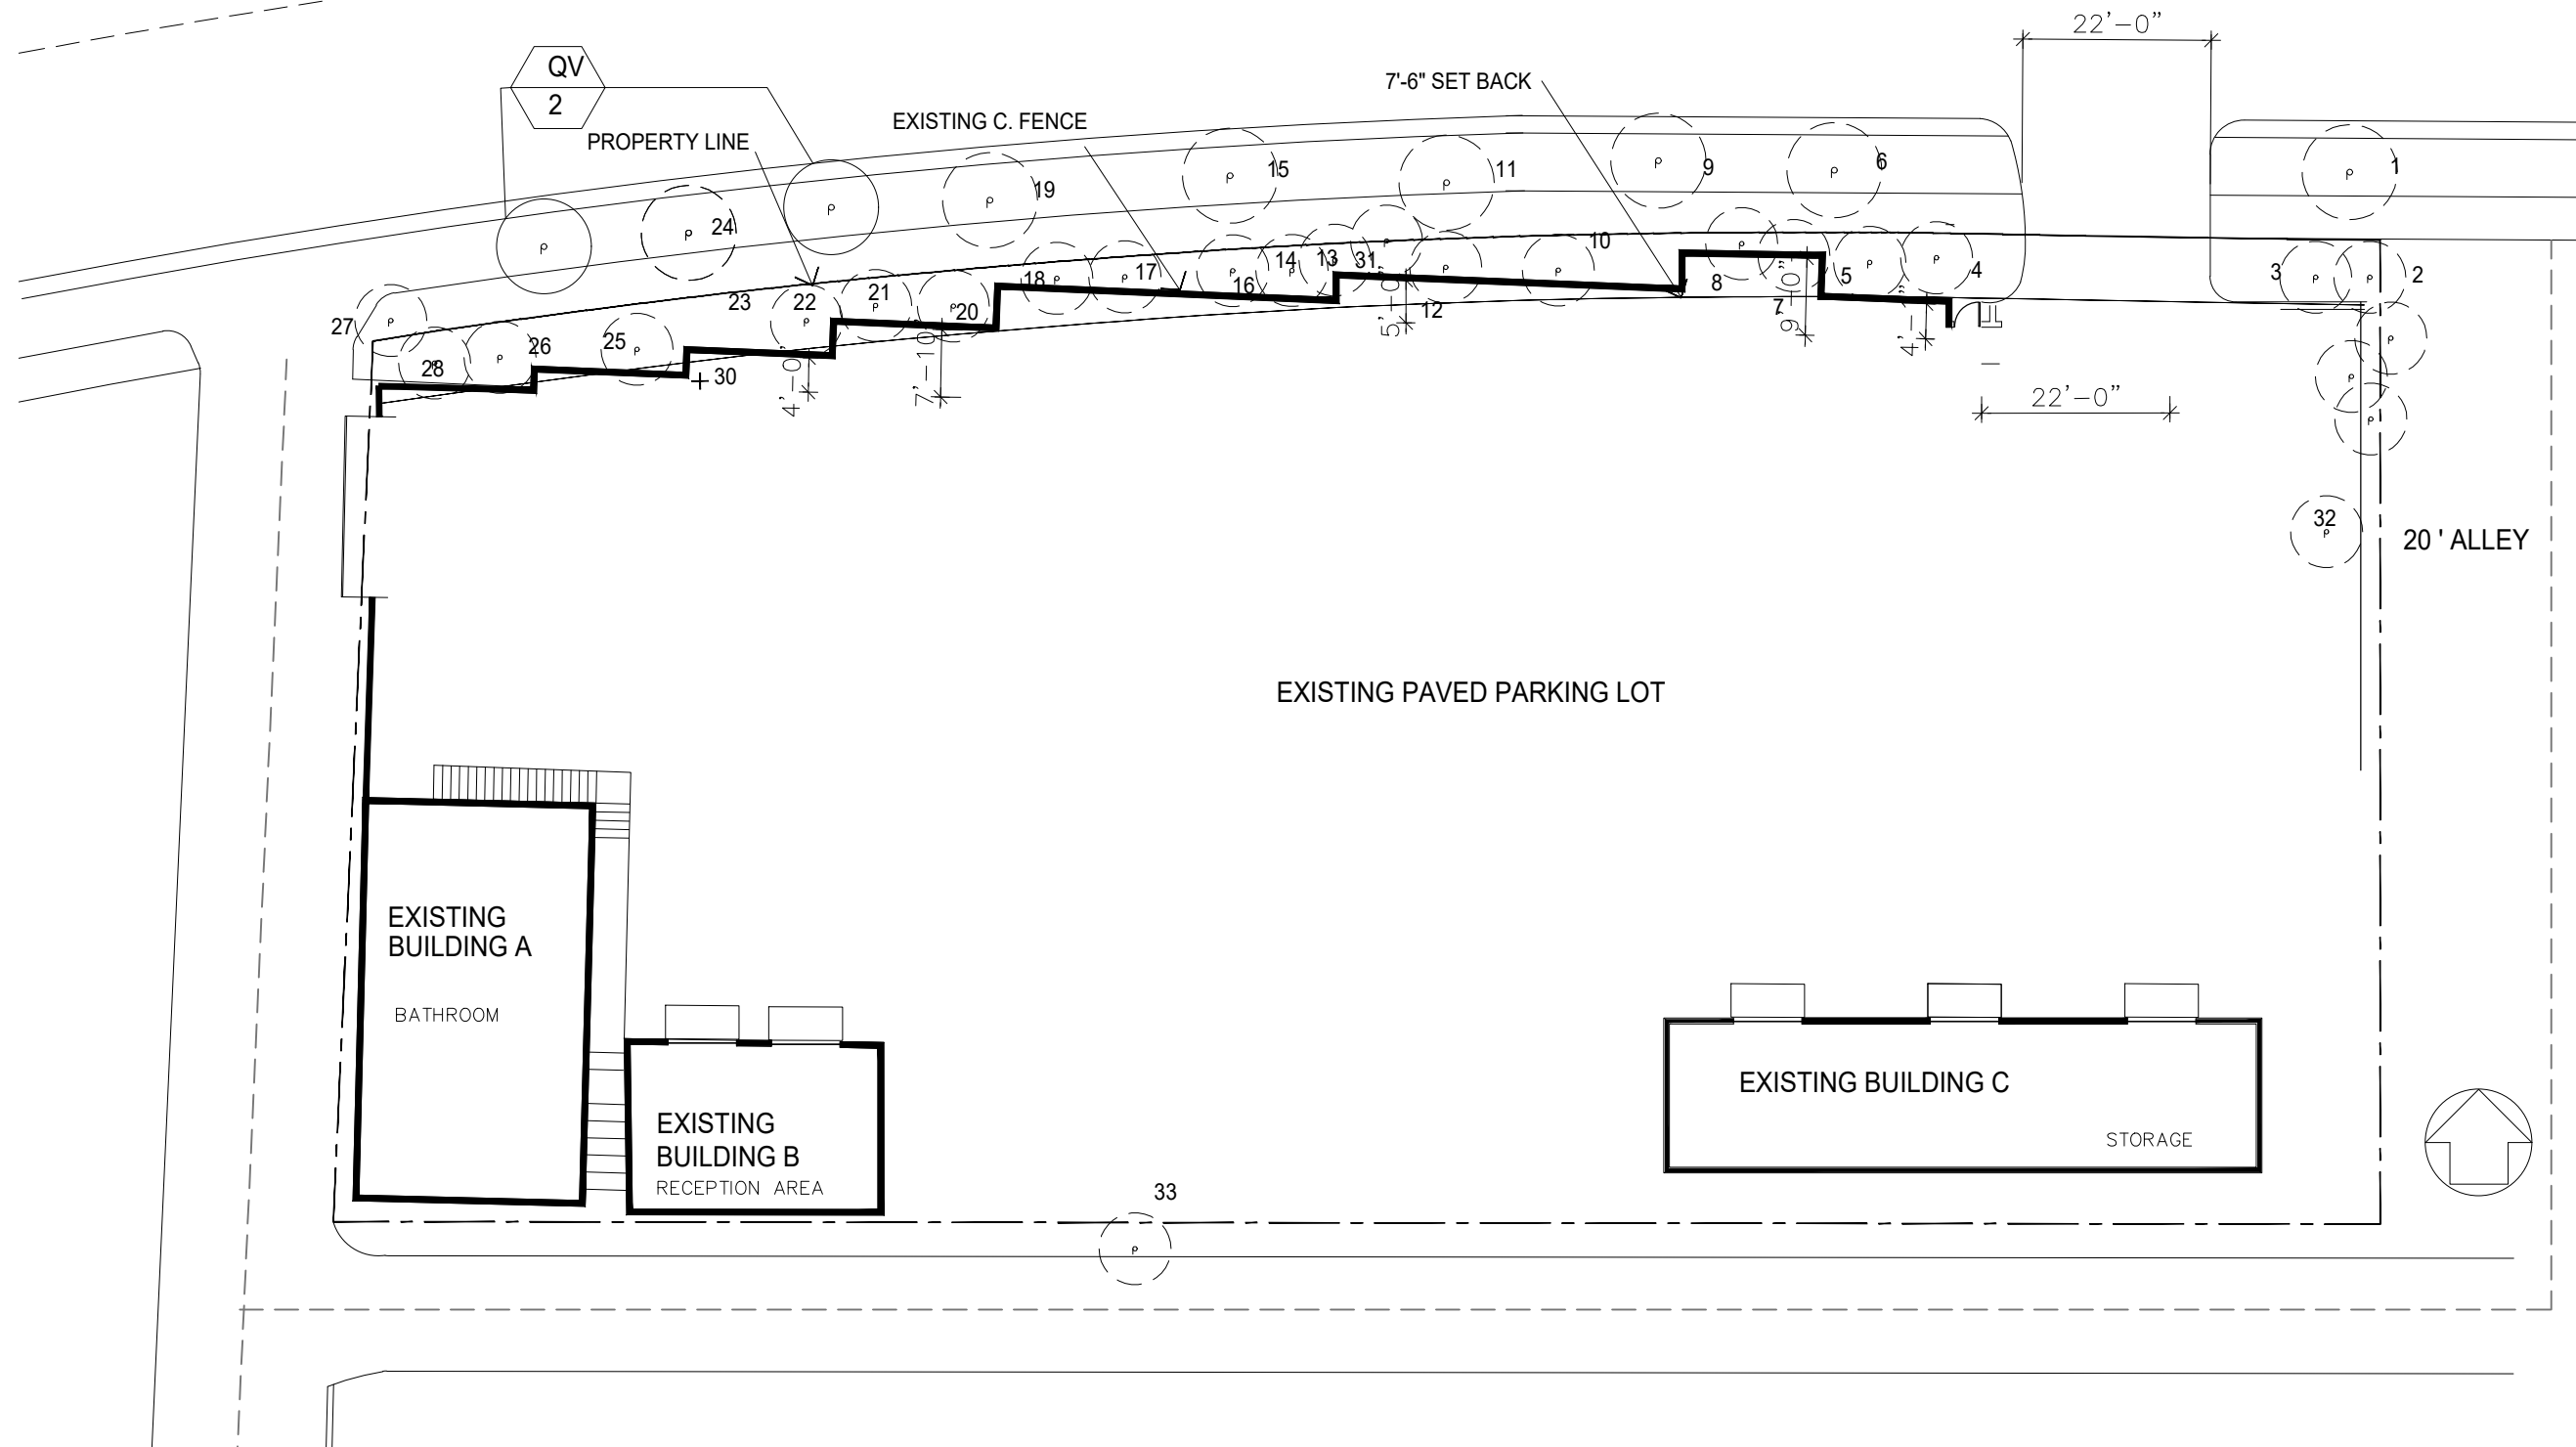 22'-0"
QV
2
7'-6" SET BACK
EXISTING C. FENCE
PROPERTY LINE
1
6
9
11
15
19
24
10
23
22
21
20
18
17
16
14
13
31
12
8
7
5
4
3
2
27
28
26
25
30
4'-0"
7'-10"
5'-0"
9'-0"
22'-0"
32
20 ' ALLEY
EXISTING PAVED PARKING LOT
EXISTING
BUILDING A
BATHROOM
EXISTING
BUILDING B
RECEPTION AREA
EXISTING BUILDING C
STORAGE
33